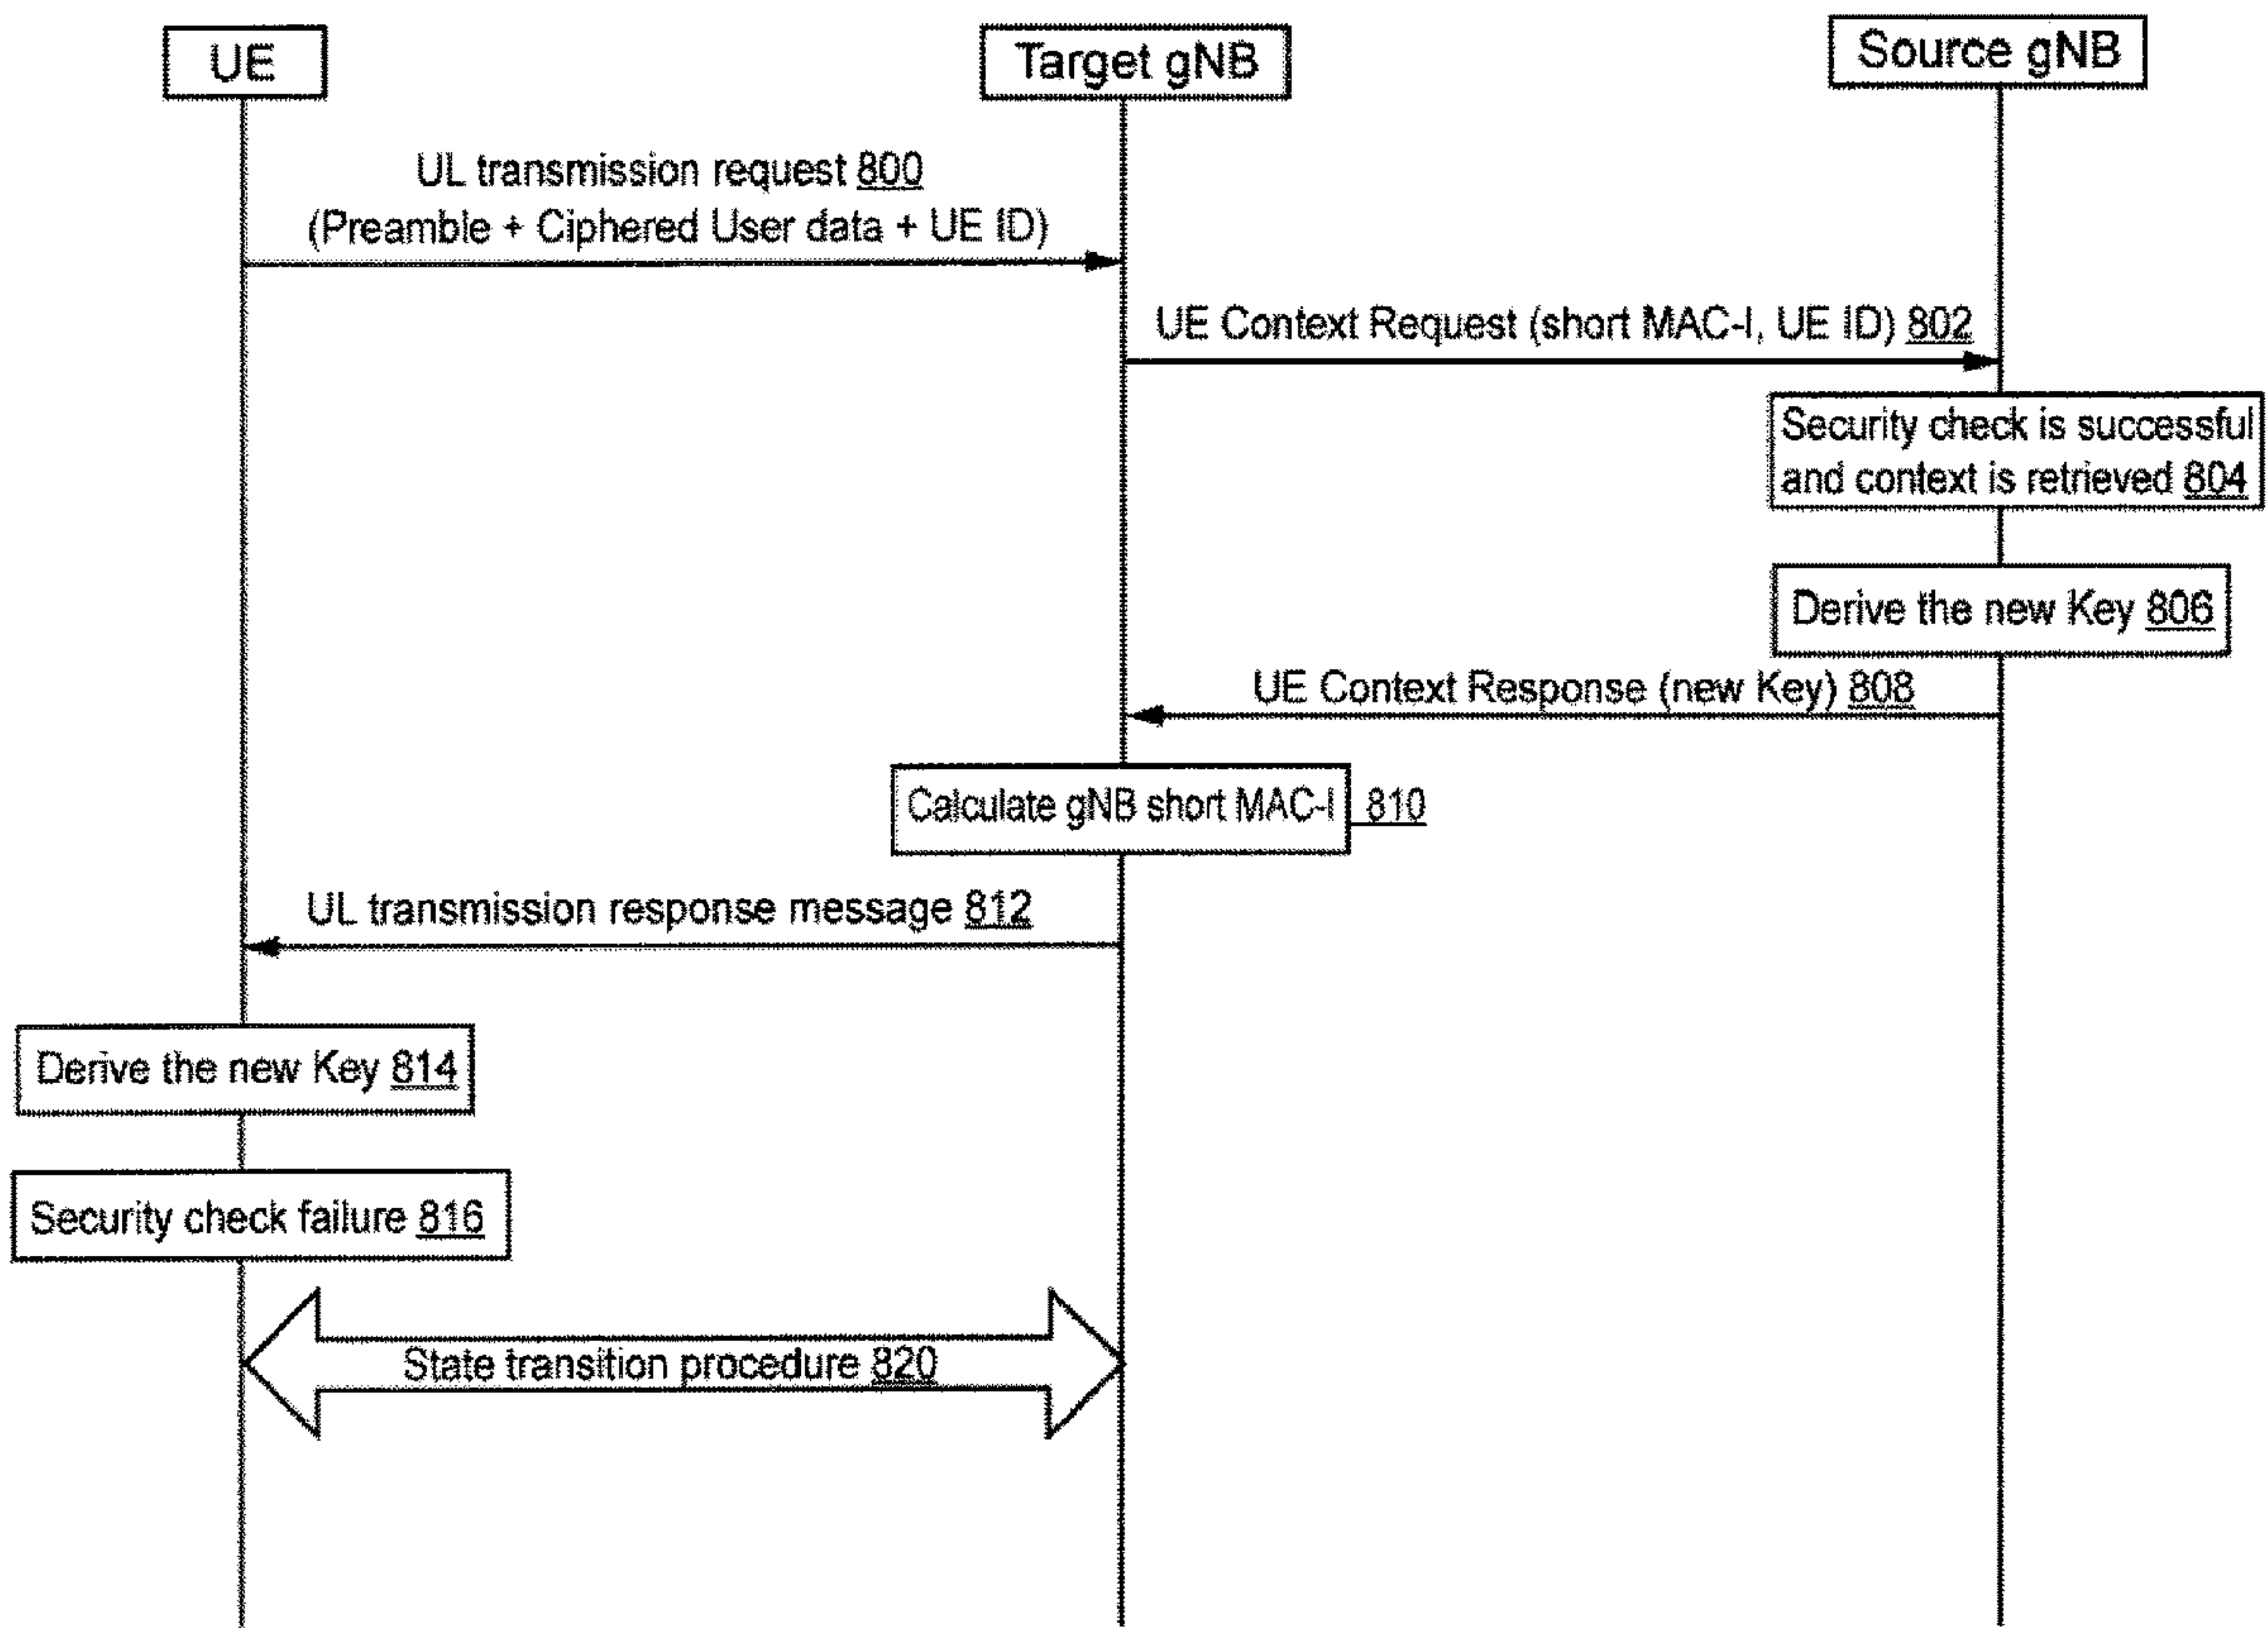 UE
Target gNB
Source gNB
UL transmission request 800
(Preamble + Ciphered User data + UE ID)
UE Context Request (short MAC-I, UE ID) 802
Security check is successful
and context is retrieved 804
Derive the new Key 806
UE Context Response (new Key) 808
Calculate gNB short MAC-I 810
UL transmission response message 812
Derive the new Key 814
Security check failure 816
State transition procedure 820